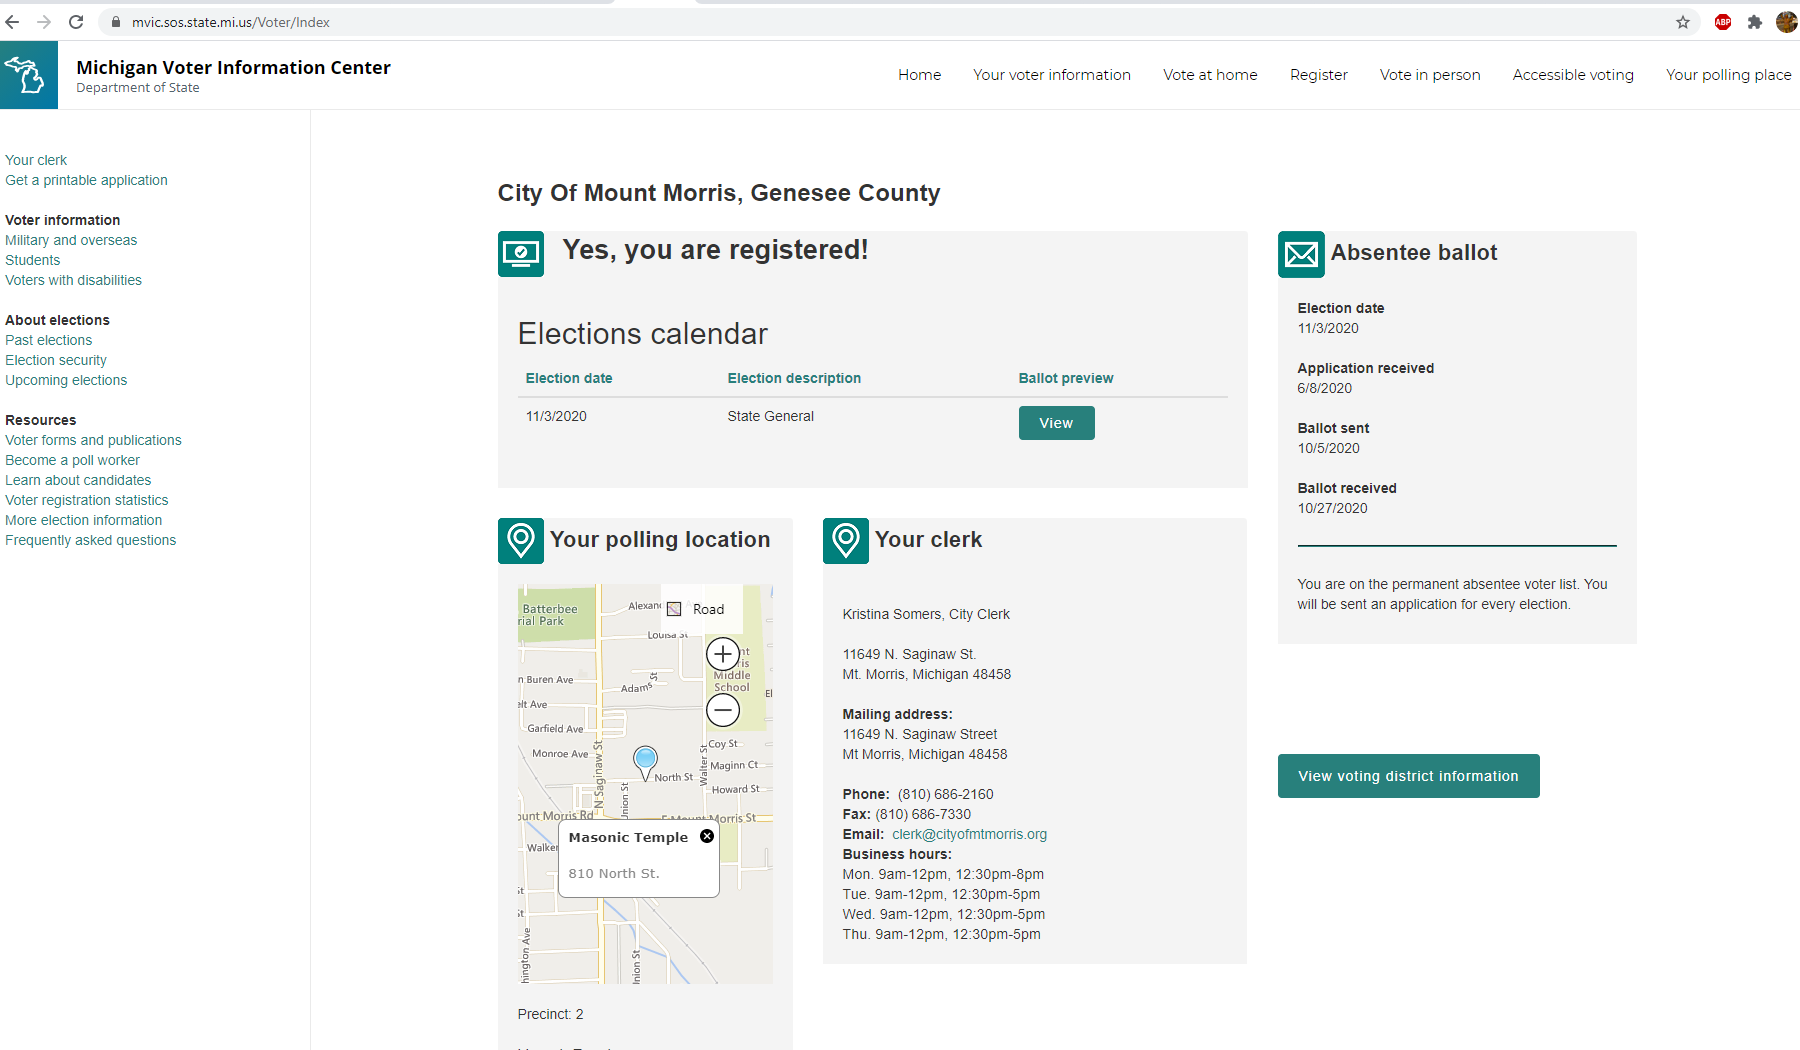 mvic.sos.state.mi.us/Voter/Index
ABP
Michigan Voter Information Center
Department of State
Home Your voter information Vote at home Register Vote in person Accessible voting Your polling place
Your clerk
Get a printable application
Voter information
Military and overseas
Students
Voters with disabilities
About elections
Past elections
Election security
Upcoming elections
Resources
Voter forms and publications
Become a poll worker
Learn about candidates
Voter registration statistics
More election information
Frequently asked questions
City Of Mount Morris, Genesee County
Yes, you are registered!
Elections calendar
Election date Election description Ballot preview
11/3/2020 State General View
Absentee ballot
Election date
11/3/2020
Application received
6/8/2020
Ballot sent
10/5/2020
Ballot received
10/27/2020
You are on the permanent absentee voter list. You
will be sent an application for every election.
View voting district information
Your polling location
Batterbee
rial Park
Alexan
Road
Louisa St
Middle
School
n Buren Ave
Adams St
elt Ave
Garfield Ave
Monroe Ave
N Saginaw St
Walter St
Coy St
Maginn Ct
North St
Howard St
Union St
ount Morris Rd
E Mount Morris St
Walker
Masonic Temple
810 North St.
St
St
hington Ave
Union St
Precinct: 2
Your clerk
Kristina Somers, City Clerk
11649 N. Saginaw St.
Mt. Morris, Michigan 48458
Mailing address:
11649 N. Saginaw Street
Mt Morris, Michigan 48458
Phone: (810) 686-2160
Fax: (810) 686-7330
Email: clerk@cityofmtmorris.org
Business hours:
Mon. 9am-12pm, 12:30pm-8pm
Tue. 9am-12pm, 12:30pm-5pm
Wed. 9am-12pm, 12:30pm-5pm
Thu. 9am-12pm, 12:30pm-5pm